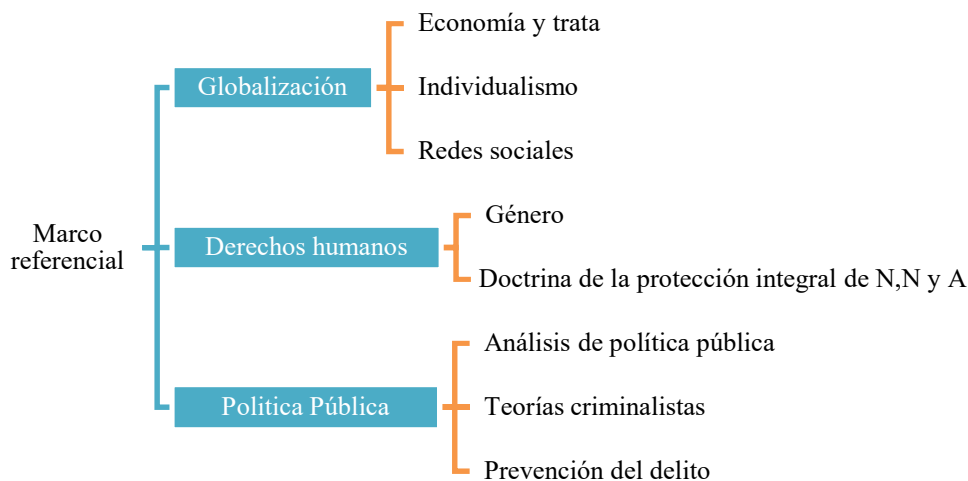 Marco
referencial
Globalización
Economía y trata
Individualismo
Redes sociales
Derechos humanos
Género
Doctrina de la protección integral de N,N y A
Politica Pública
Análisis de política pública
Teorías criminalistas
Prevención del delito